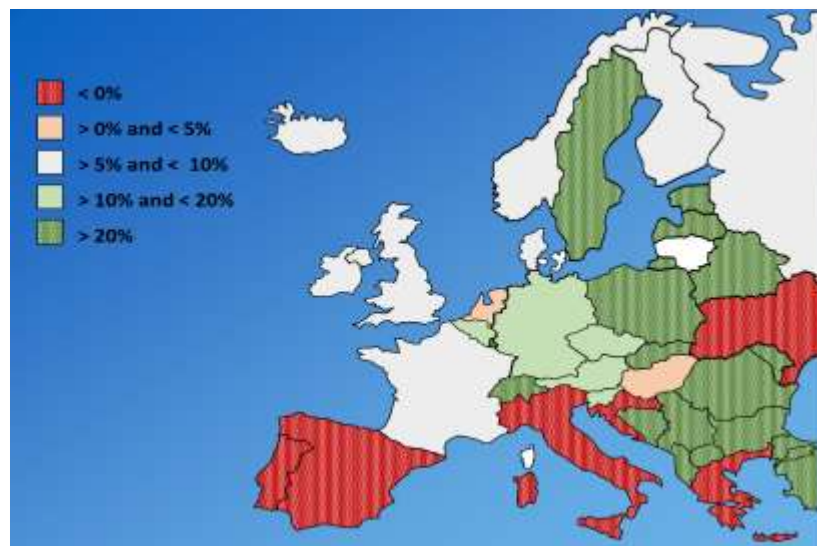 < 0%
> 0% and < 5%
> 5% and < 10%
> 10% and < 20%
> 20%